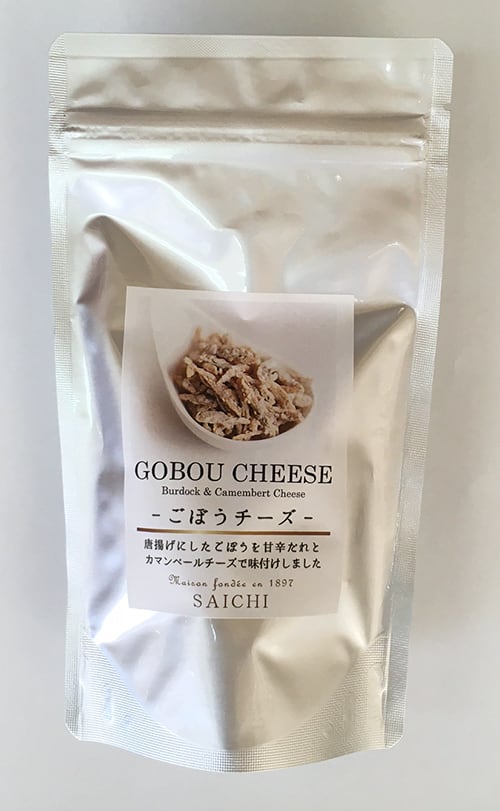 GOBOU CHEESE
Burdock & Camembert Cheese
-ごぼうチーズ-
唐揚げにしたごぼうを甘辛だれと
カマンベールチーズで味付けしました
Maison fondée en 1897
SAICHI